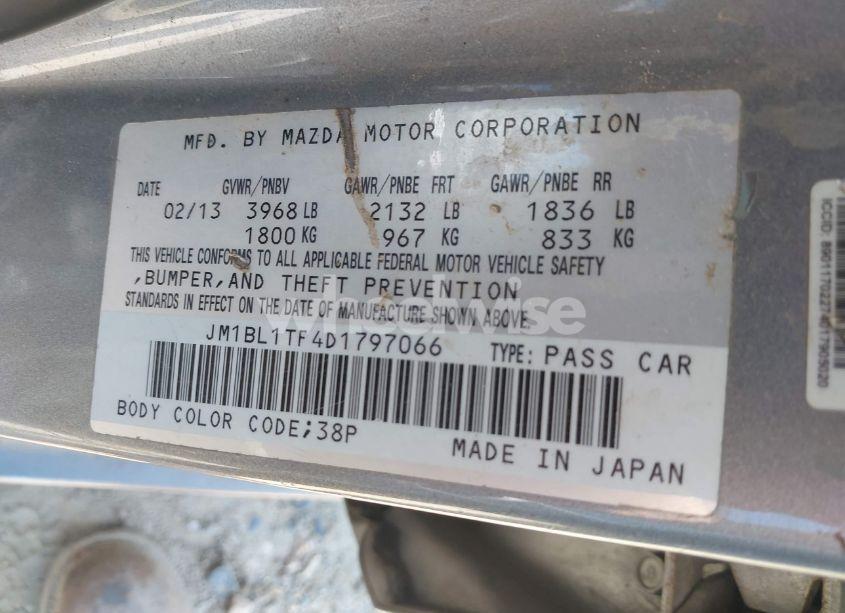 MFD. BY MAZDA MOTOR CORPORATION
DATE GVWR/PNBV GAWR/PNBE FRT GAWR/PNBE RR
02/13 3968 LB 2132 LB 1836 LB
1800 KG 967 KG 833 KG
THIS VEHICLE CONFORMS TO ALL APPLICABLE FEDERAL MOTOR VEHICLE SAFETY
,BUMPER,AND THEFT PREVENTION
STANDARDS IN EFFECT ON THE DATE OF MANUFACTURE SHOWN ABOVE.
JM1BL1TF4D1797066 TYPE: PASS CAR
BODY COLOR CODE;38P
MADE IN JAPAN
wheelwise